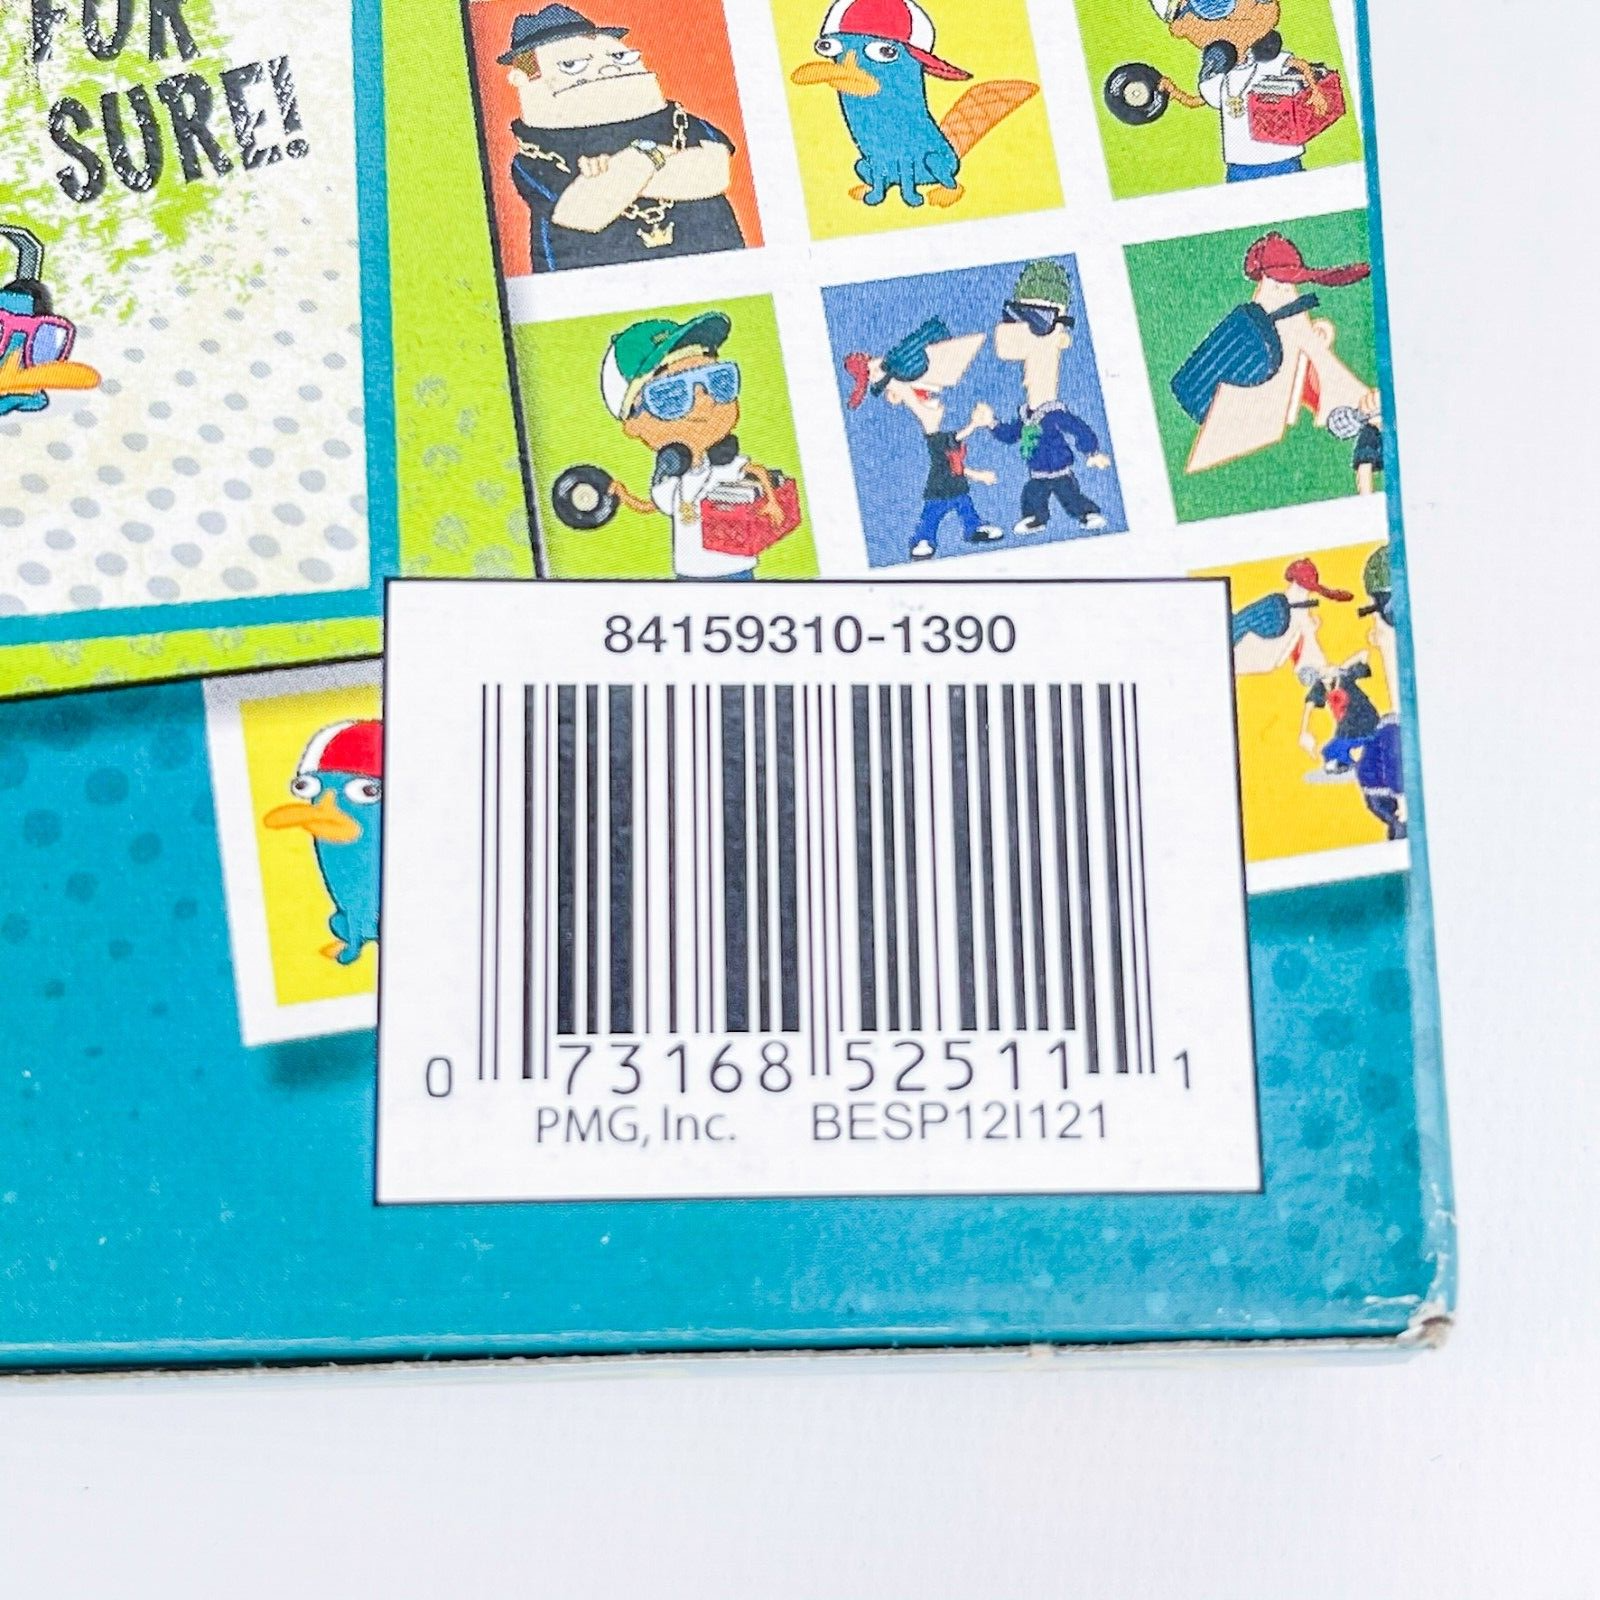 FOR
SURE!
84159310-1390
0 73168 52511 1
PMG, Inc. BESP12I121